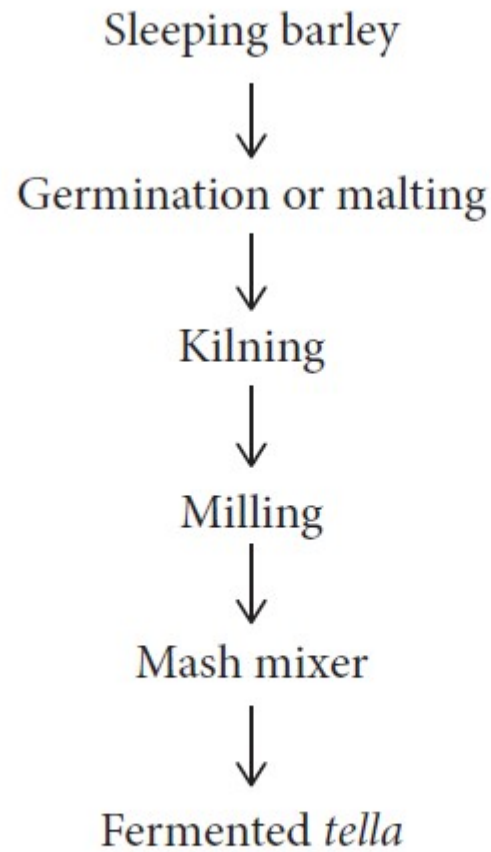 Sleeping barley
Germination or malting
Kilning
Milling
Mash mixer
Fermented tella